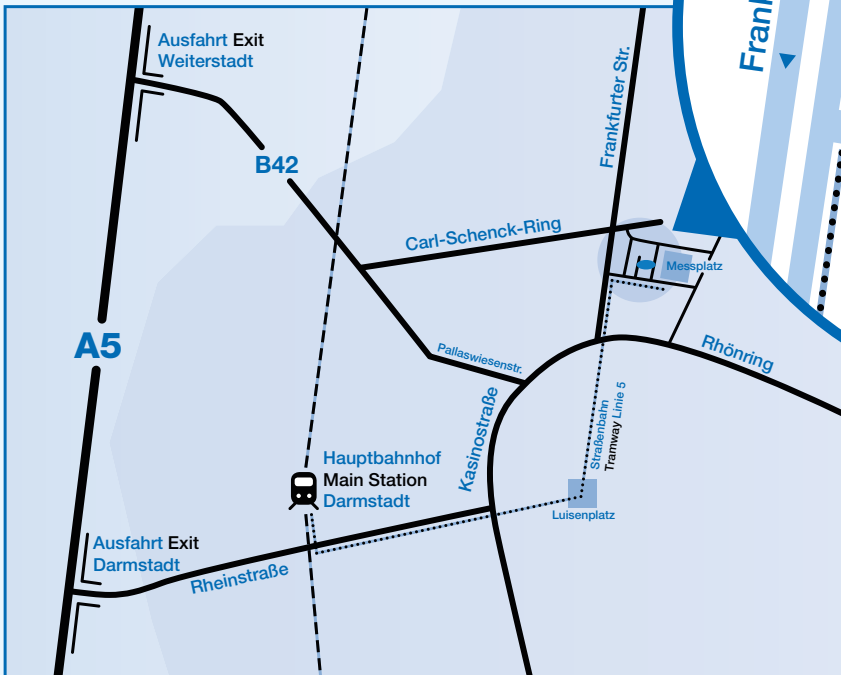 Ausfahrt Exit
Weiterstadt
Frankfurter Str.
Frank
B42
Carl-Schenck-Ring
Messplatz
A5
Pallaswiesenstr.
Rhönring
Kasinostraße
Straßenbahn
Tramway Linie 5
Hauptbahnhof
Main Station
Darmstadt
Luisenplatz
Ausfahrt Exit
Darmstadt
Rheinstraße